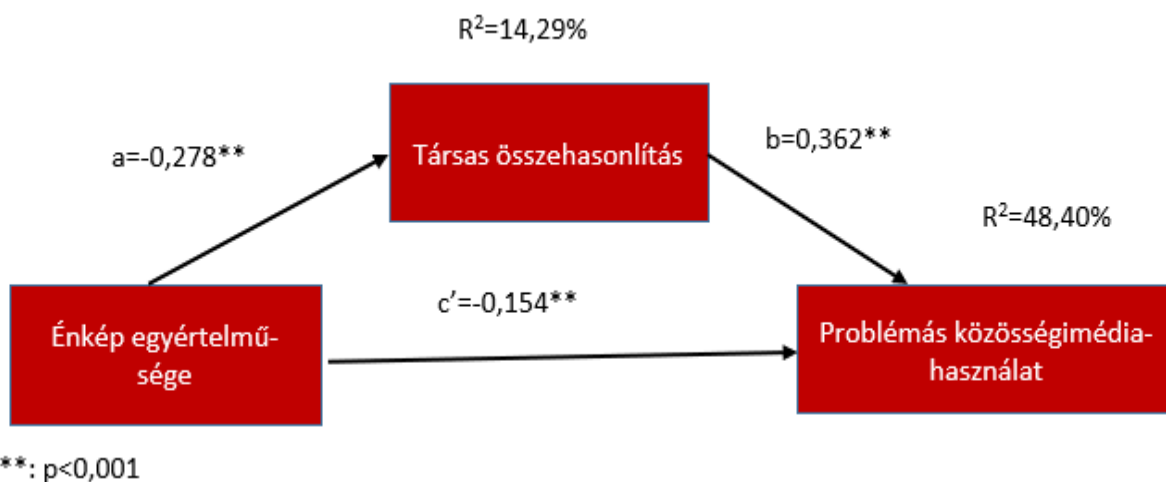 R²=14,29%
a=-0,278**
Társas összehasonlítás
b=0,362**
R²=48,40%
c’=-0,154**
Énkép egyértelmű-
sége
Problémás közösségimédia-
használat
**: p<0,001